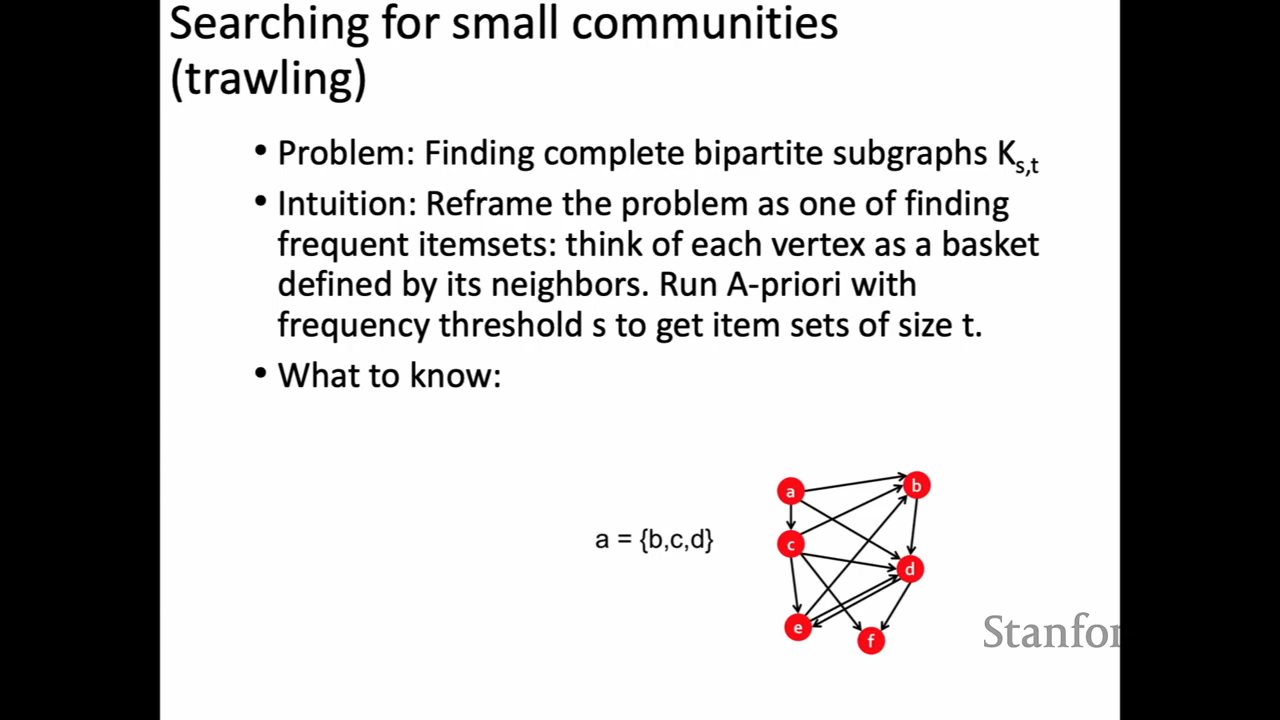 Searching for small communities
(trawling)
• Problem: Finding complete bipartite subgraphs Ks,t
• Intuition: Reframe the problem as one of finding
frequent itemsets: think of each vertex as a basket
defined by its neighbors. Run A-priori with
frequency threshold s to get item sets of size t.
• What to know:
a = {b,c,d}
a
b
c
d
e
f
Stanfor